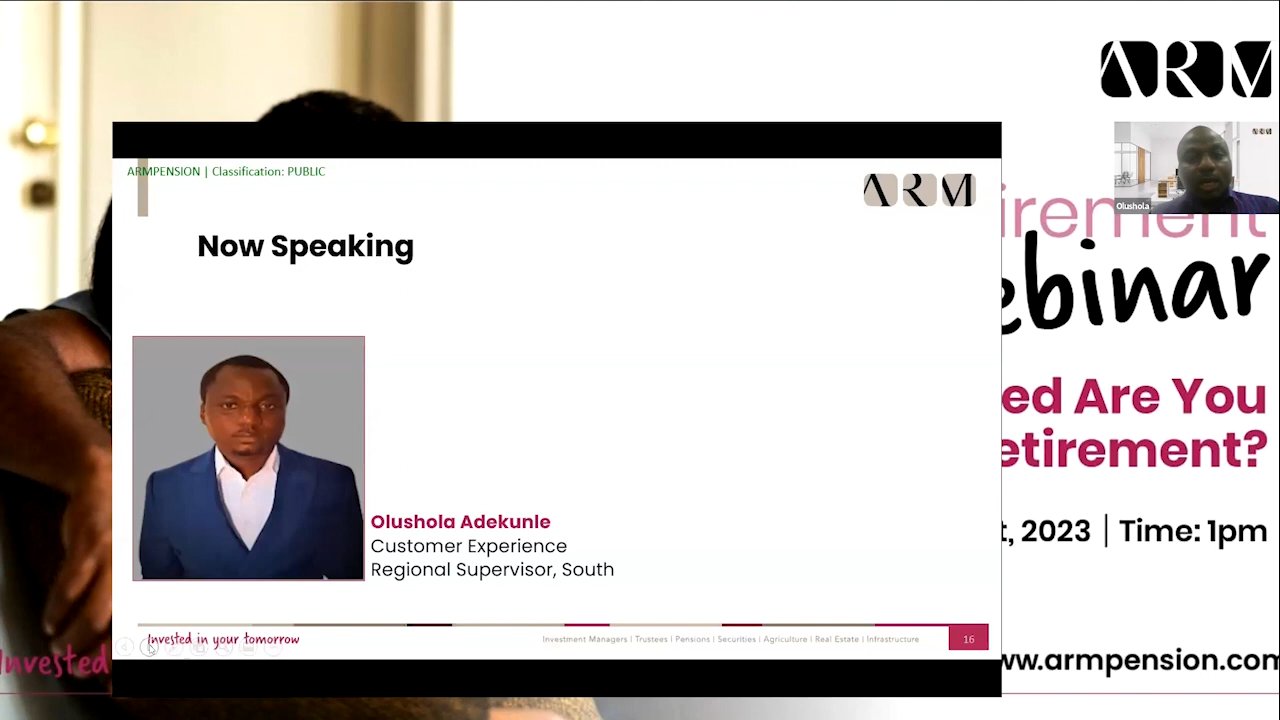 ARM
ARMPENSION | Classification: PUBLIC
ARM
Olushola
Now Speaking
irement
ebinar
ed Are You
etirement?
Olushola Adekunle
Customer Experience
Regional Supervisor, South
t, 2023 | Time: 1pm
Invested in your tomorrow
Investment Managers | Trustees | Pensions | Securities | Agriculture | Real Estate | Infrastructure
16
Invested
ww.armpension.com